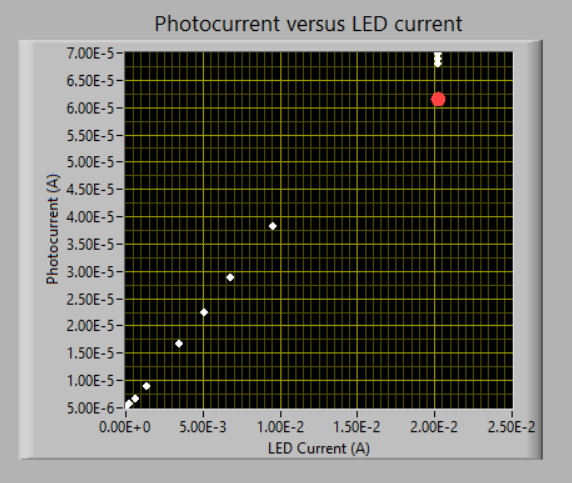 Photocurrent versus LED current
7.00E-5
6.50E-5
6.00E-5
5.50E-5
5.00E-5
4.50E-5
4.00E-5
3.50E-5
3.00E-5
2.50E-5
2.00E-5
1.50E-5
1.00E-5
5.00E-6
Photocurrent (A)
0.00E+0 5.00E-3 1.00E-2 1.50E-2 2.00E-2 2.50E-2
LED Current (A)